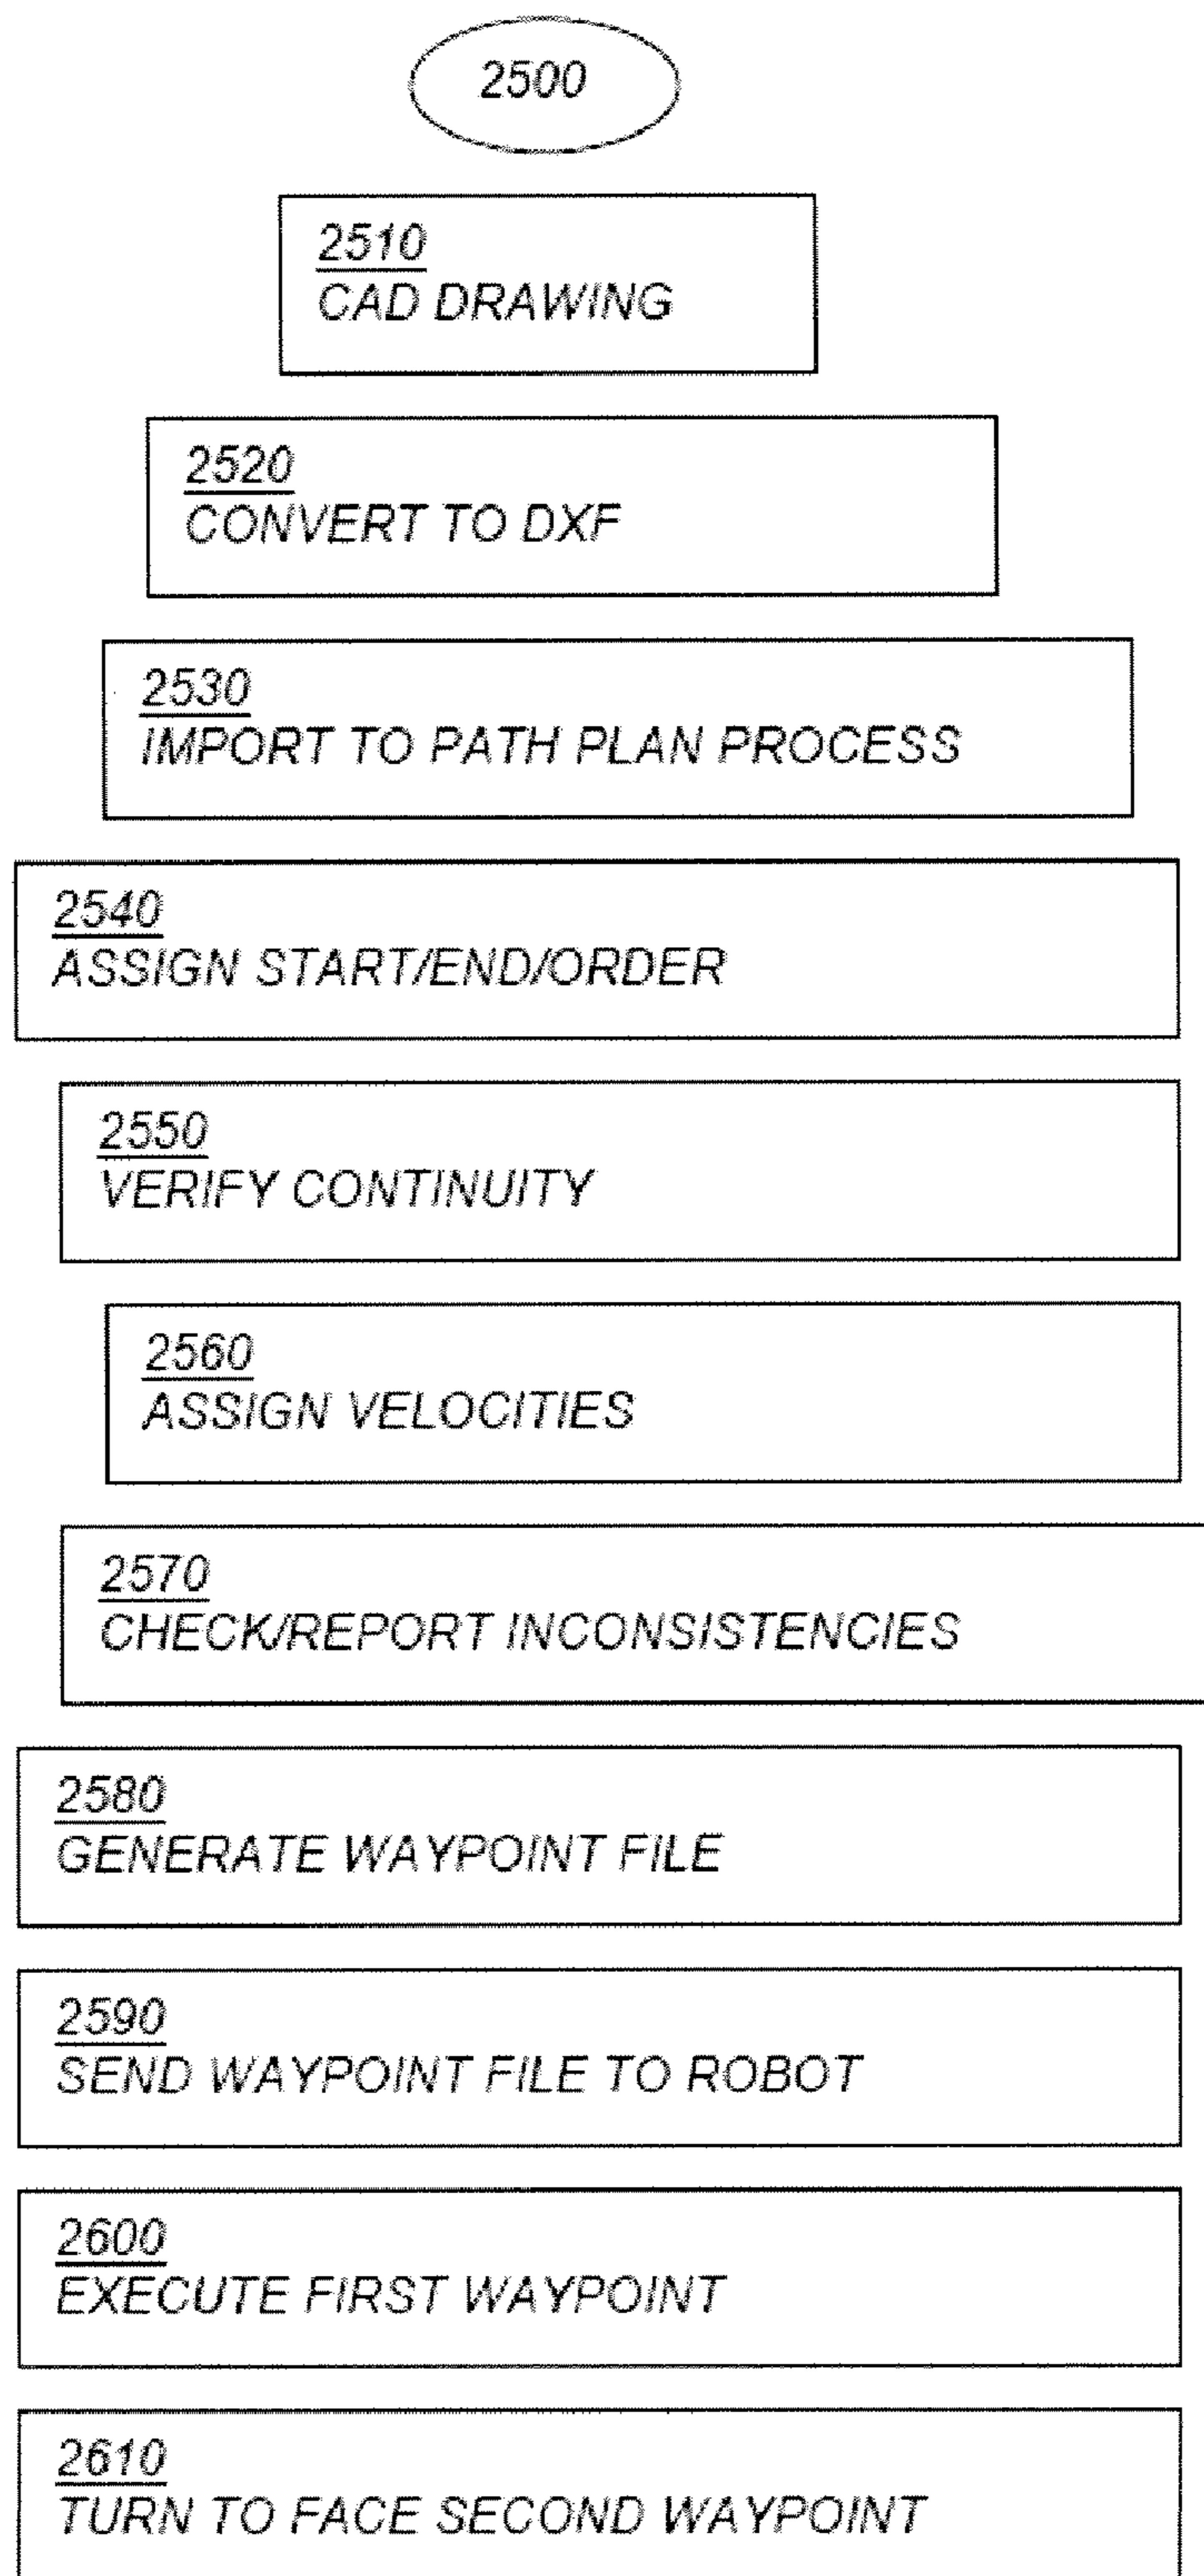 2500
2510
CAD DRAWING
2520
CONVERT TO DXF
2530
IMPORT TO PATH PLAN PROCESS
2540
ASSIGN START/END/ORDER
2550
VERIFY CONTINUITY
2560
ASSIGN VELOCITIES
2570
CHECK/REPORT INCONSISTENCIES
2580
GENERATE WAYPOINT FILE
2590
SEND WAYPOINT FILE TO ROBOT
2600
EXECUTE FIRST WAYPOINT
2610
TURN TO FACE SECOND WAYPOINT